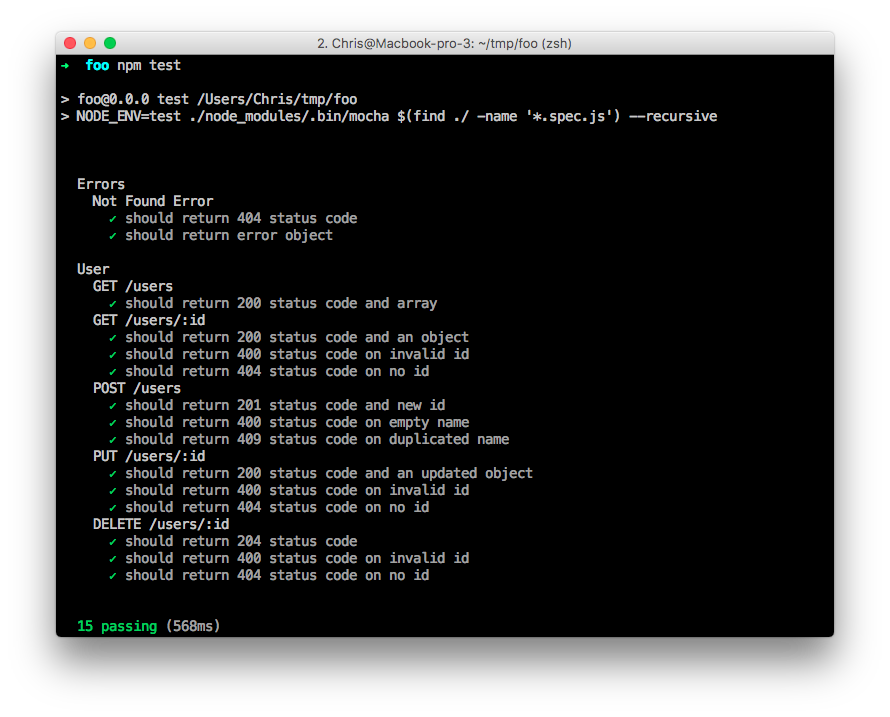 2. Chris@Macbook-pro-3: ~/tmp/foo (zsh)
➜  foo npm test
> foo@0.0.0 test /Users/Chris/tmp/foo
> NODE_ENV=test ./node_modules/.bin/mocha $(find ./ -name '*.spec.js') --recursive
Errors
Not Found Error
✓ should return 404 status code
✓ should return error object
User
GET /users
✓ should return 200 status code and array
GET /users/:id
✓ should return 200 status code and an object
✓ should return 400 status code on invalid id
✓ should return 404 status code on no id
POST /users
✓ should return 201 status code and new id
✓ should return 400 status code on empty name
✓ should return 409 status code on duplicated name
PUT /users/:id
✓ should return 200 status code and an updated object
✓ should return 400 status code on invalid id
✓ should return 404 status code on no id
DELETE /users/:id
✓ should return 204 status code
✓ should return 400 status code on invalid id
✓ should return 404 status code on no id
15 passing (568ms)